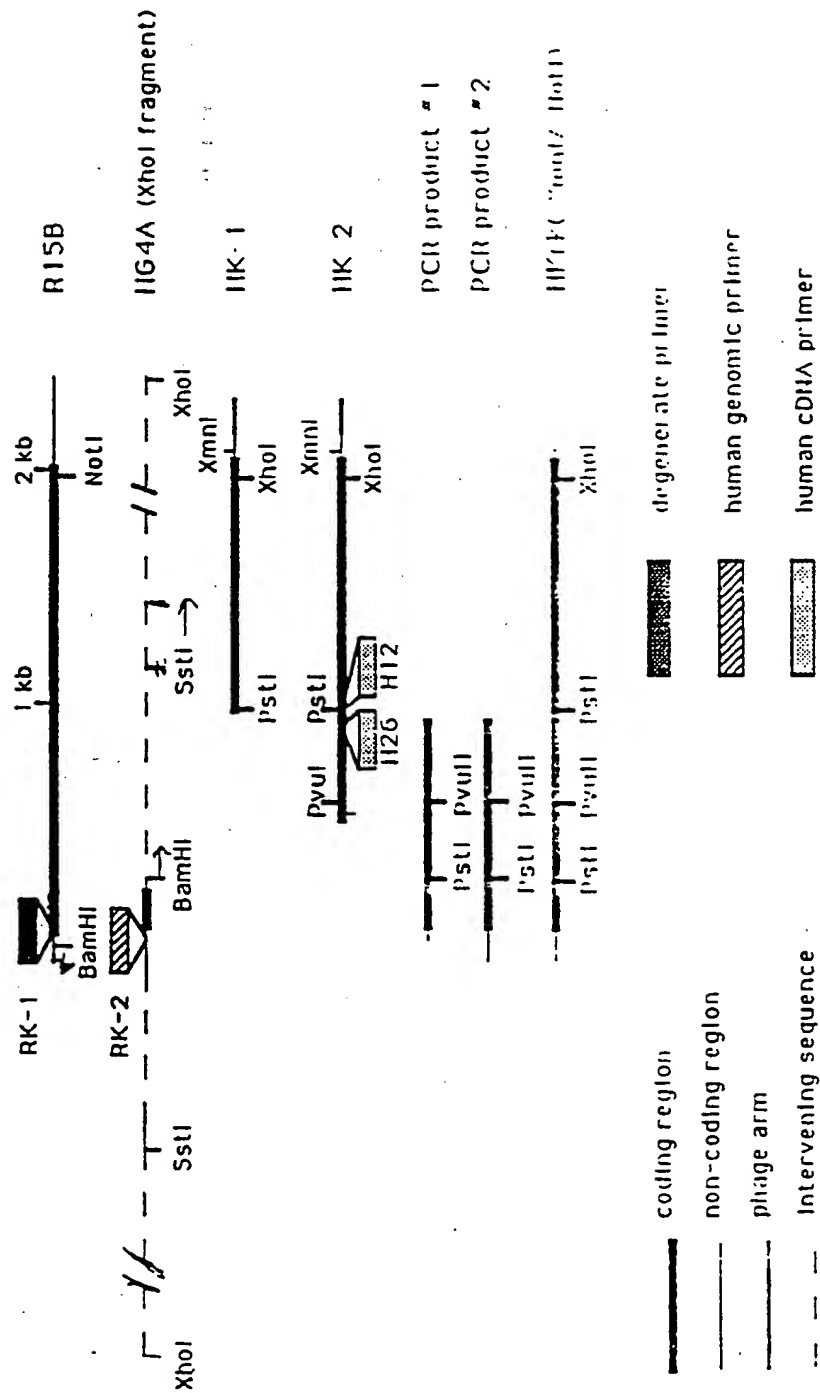 RK-1
BamHI
1 kb
2 kb
NotI
R15B
RK-2
XhoI
SstI
BamHI
SstI
XhoI
HG4A (XhoI fragment)
PstI
XmnI
XhoI
HK-1
PvuI
PstI
XmnI
H26
H12
XhoI
HK 2
PstI
PvuII
PCR product #1
PstI
PvuII
PCR product #2
PstI
PvuII
PstI
XhoI
coding region
non-coding region
phage arm
Intervening sequence
degenerate primer
human genomic primer
human cDNA primer